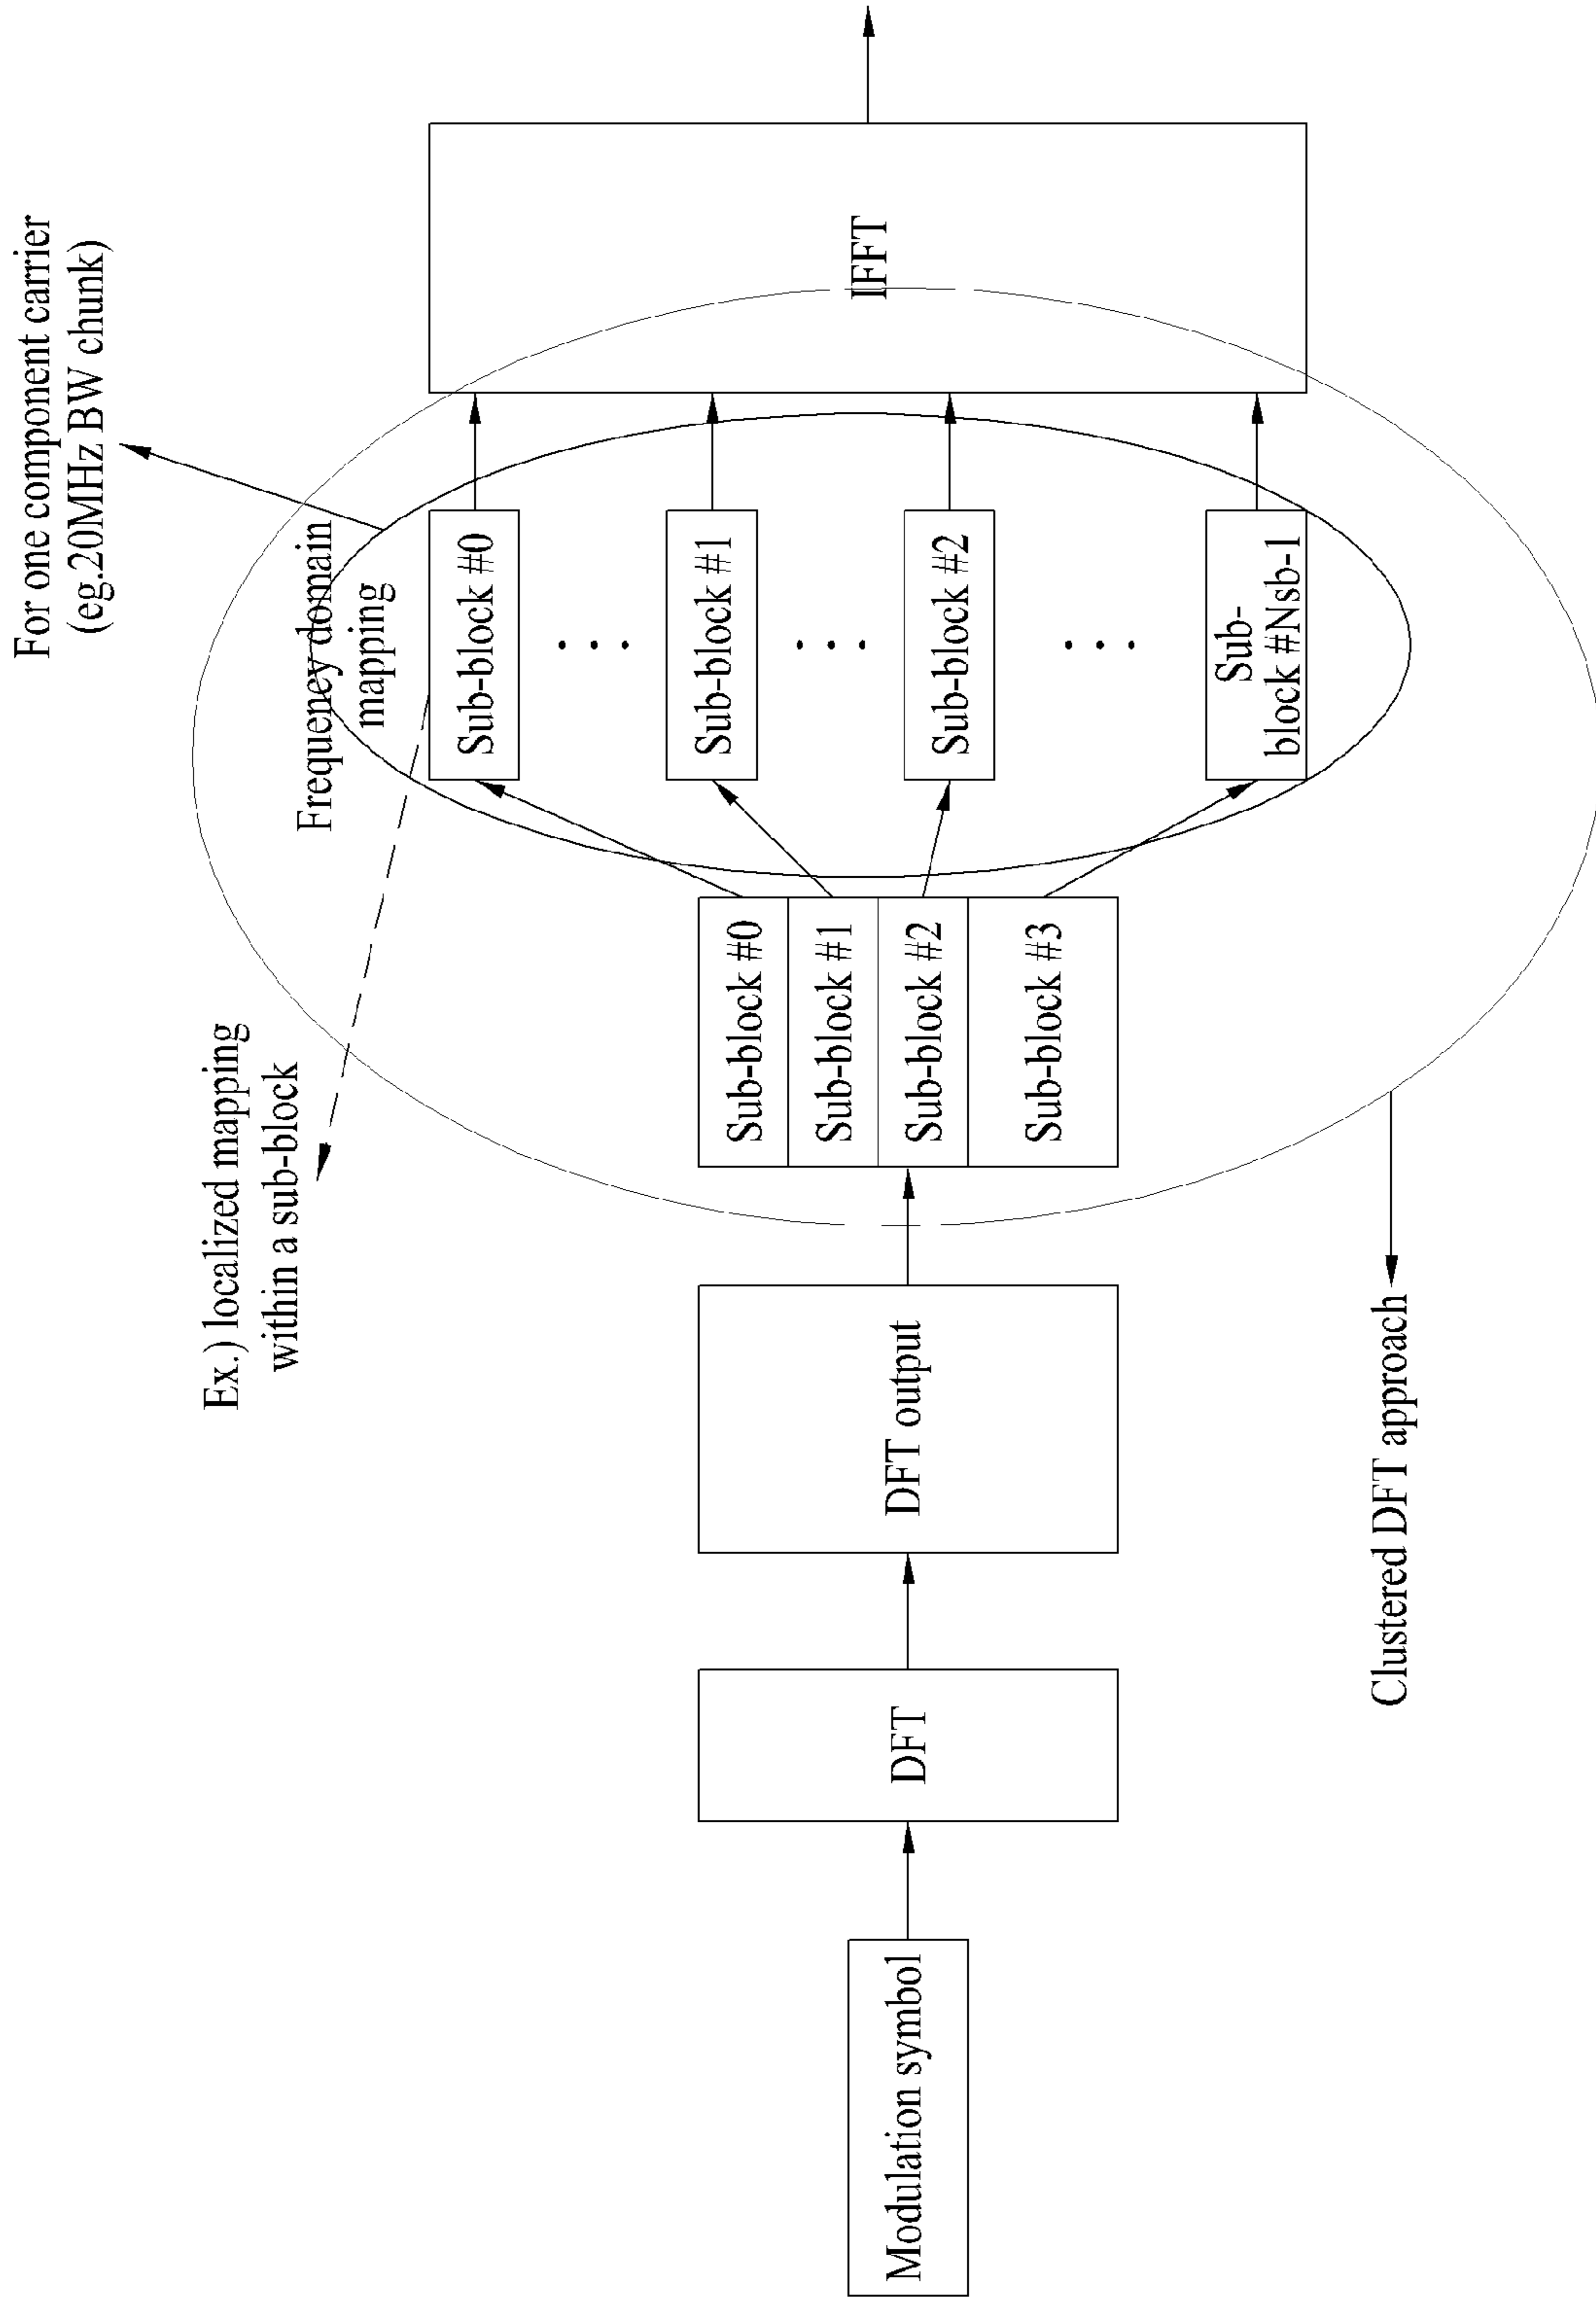 For one component carrier
(eg.20MHz BW chunk)
Ex.) localized mapping
within a sub-block
Frequency domain
mapping
Modulation symbol
DFT
DFT output
Sub-block #0
Sub-block #1
Sub-block #2
Sub-block #3
Sub-block #0
Sub-block #1
Sub-block #2
Sub-
block #Nsb-1
IFFT
Clustered DFT approach